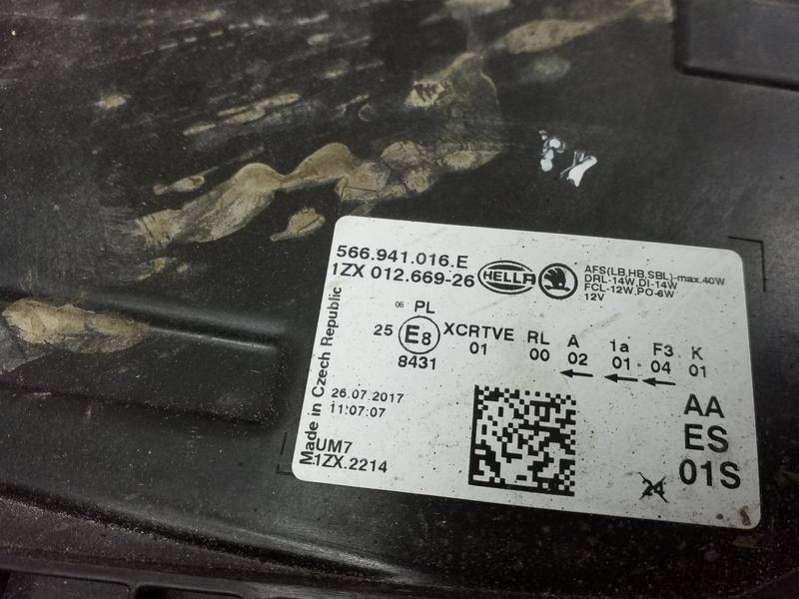 566.941.016.E
1ZX 012.669-26
HELLA
AFS(LB,HB,SBL)-max.40W
DRL-14W,DI-14W
FCL-12W,PO-6W
12V
Made in Czech Republic
06 PL
25 E8 XCRTVE RL A 1a F3 K
8431 01 00 02 01 04 01
26.07.2017
11:07:07
UM7
1ZX.2214
AA
ES
01S
24